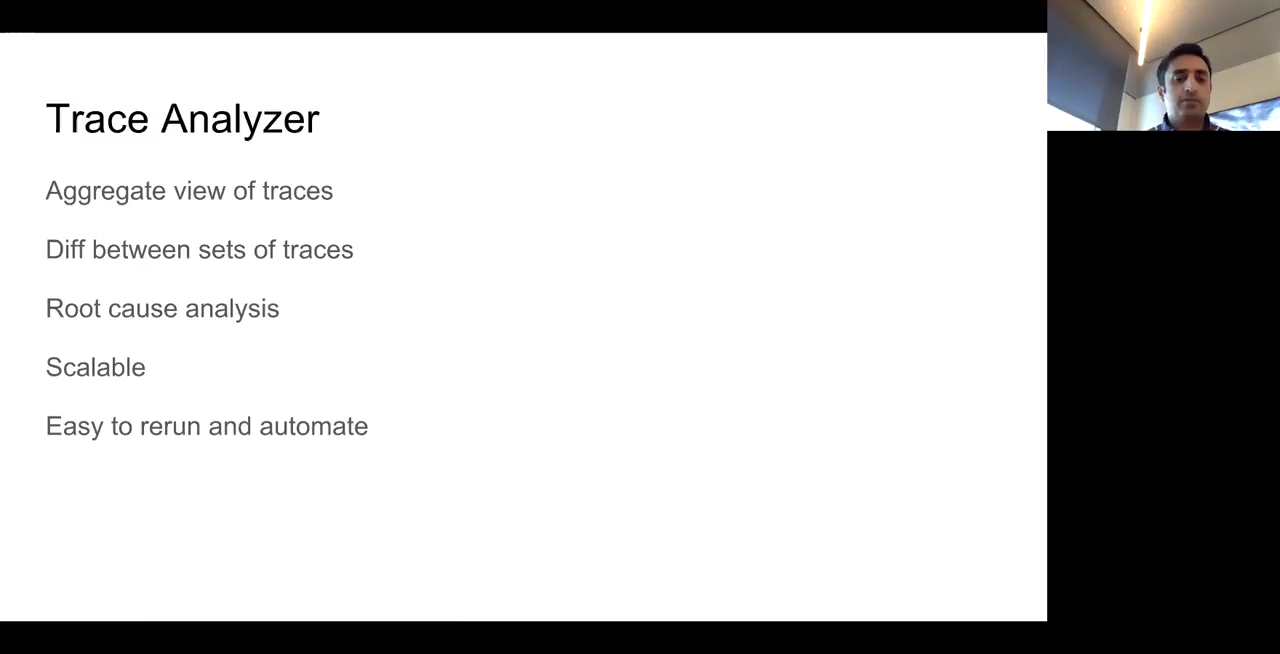 Trace Analyzer
Aggregate view of traces
Diff between sets of traces
Root cause analysis
Scalable
Easy to rerun and automate